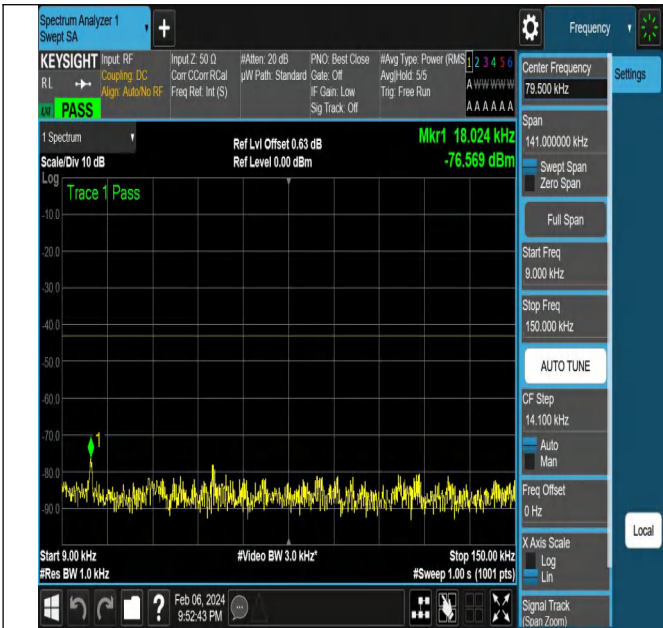 Spectrum Analyzer 1
Swept SA
+
Frequency
KEYSIGHT
RL
PASS
Input: RF
Coupling: DC
Align: Auto/No RF
Input Z: 50 Ω
Corr CCorr RCal
Freq Ref: Int (S)
#Atten: 20 dB
µW Path: Standard
PNO: Best Close
Gate: Off
IF Gain: Low
Sig Track: Off
#Avg Type: Power (RMS
Avg|Hold: 5/5
Trig: Free Run
1 2 3 4 5 6
A W W W W W
A A A A A A
1 Spectrum
Scale/Div 10 dB
Ref Lvl Offset 0.63 dB
Ref Level 0.00 dBm
Mkr1 18.024 kHz
-76.569 dBm
Log
Trace 1 Pass
-10.0
-20.0
-30.0
-40.0
-50.0
-60.0
-70.0
-80.0
-90.0
1
Start 9.00 kHz
#Res BW 1.0 kHz
#Video BW 3.0 kHz*
Stop 150.00 kHz
#Sweep 1.00 s (1001 pts)
Feb 06, 2024
9:52:43 PM
?
Center Frequency
79.500 kHz
Settings
Span
141.000000 kHz
Swept Span
Zero Span
Full Span
Start Freq
9.000 kHz
Stop Freq
150.000 kHz
AUTO TUNE
CF Step
14.100 kHz
Auto
Man
Freq Offset
0 Hz
X Axis Scale
Log
Lin
Signal Track
(Span Zoom)
Local